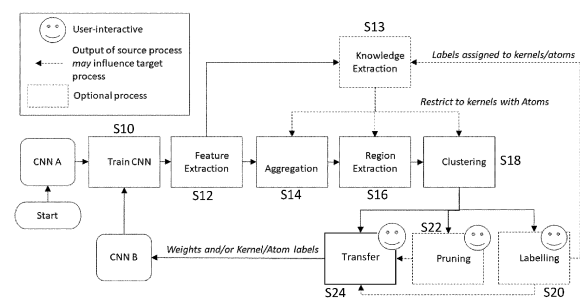 User-interactive
Output of source process
may influence target
process
Optional process
S13
Knowledge
Extraction
Labels assigned to kernels/atoms
Restrict to kernels with Atoms
S10
CNN A
Train CNN
Feature
Extraction
Aggregation
Region
Extraction
Clustering
S18
S12
S14
S16
Start
CNN B
Weights and/or Kernel/Atom labels
Transfer
S22
Pruning
Labelling
S24
S20